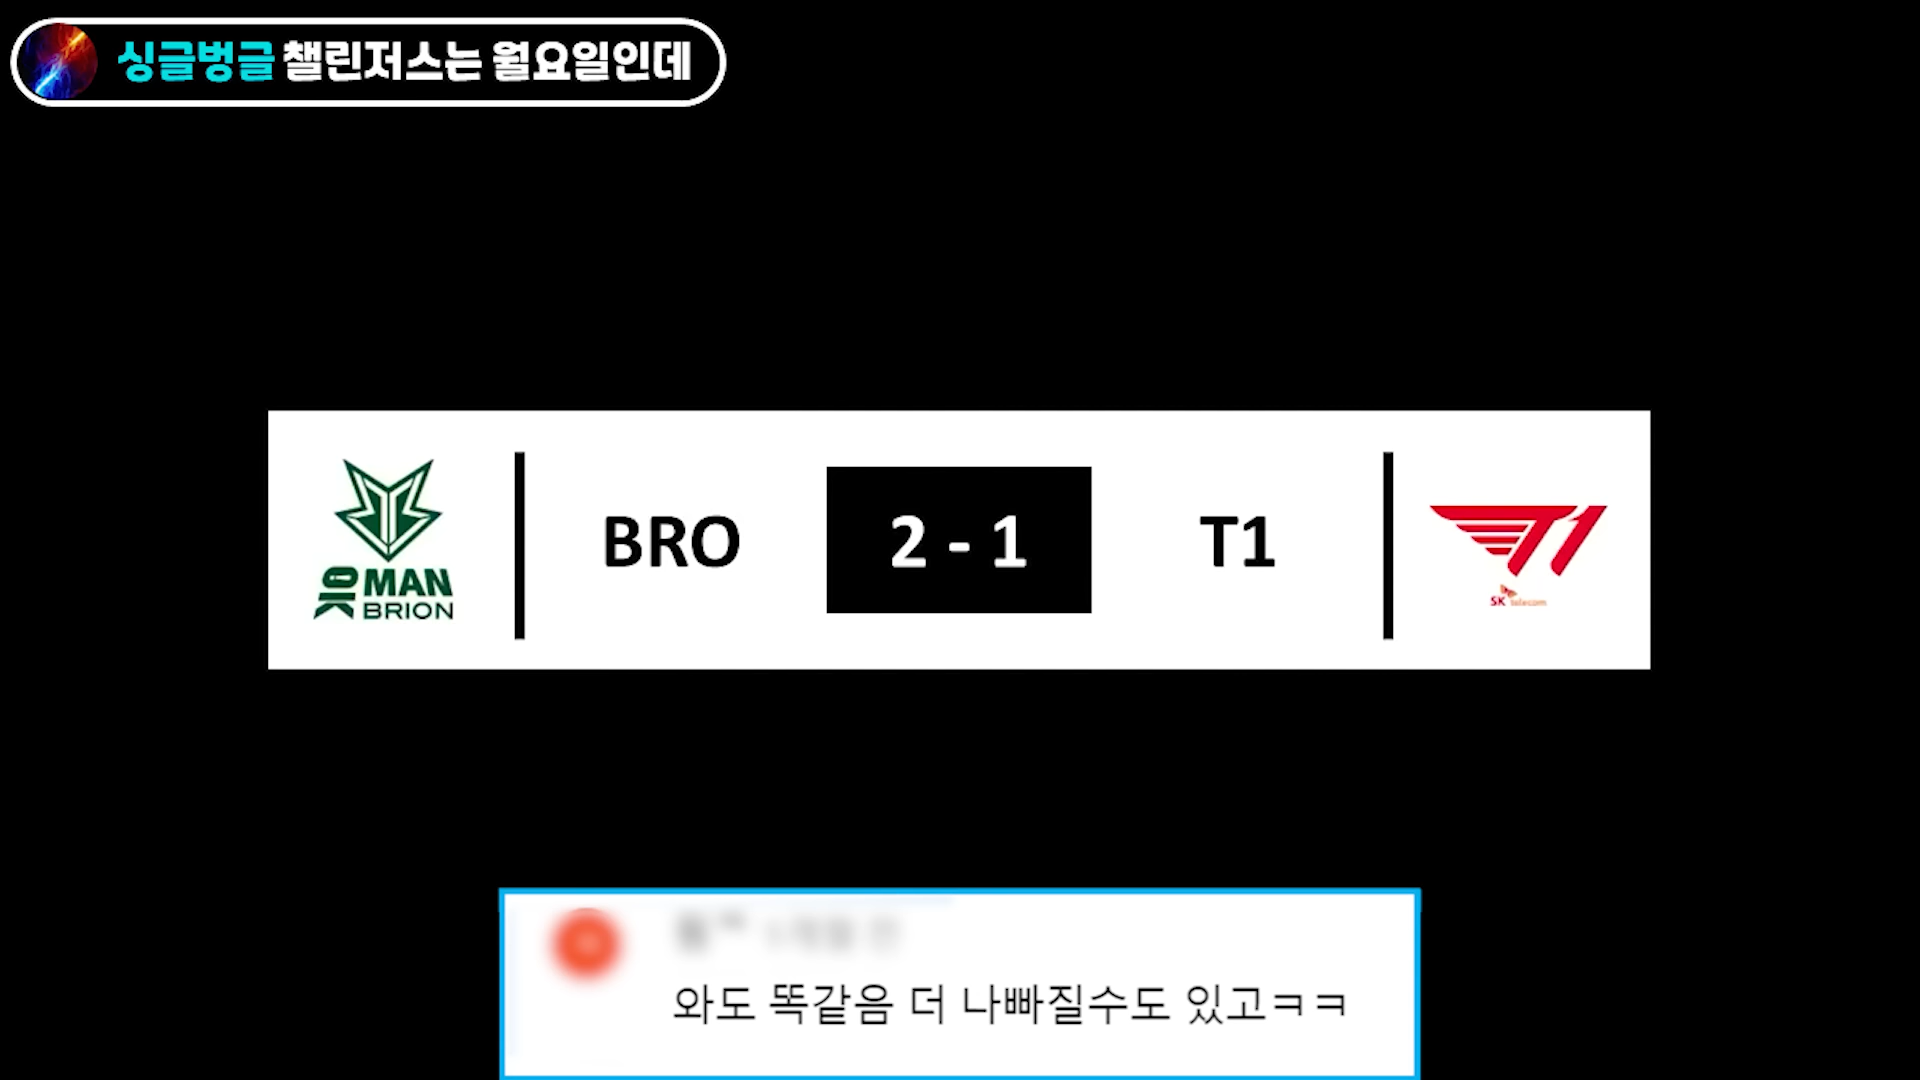 싱글벙글 챌린저스는 월요일인데
BRO 2 - 1 T1
OK MAN
BRION
T1
SK telecom
와도 똑같음 더 나빠질수도 있고ㅋㅋ